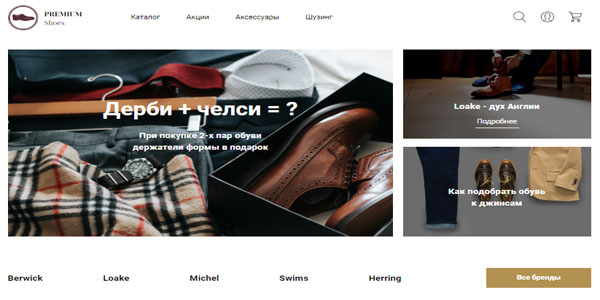 PREMIUM
Shoes
Каталог
Акции
Аксессуары
Шузинг
Дерби + челси = ?
При покупке 2-х пар обуви
держатели формы в подарок
Loake - дух Англии
Подробнее
Как подобрать обувь
к джинсам
Berwick
Loake
Michel
Swims
Herring
Все бренды